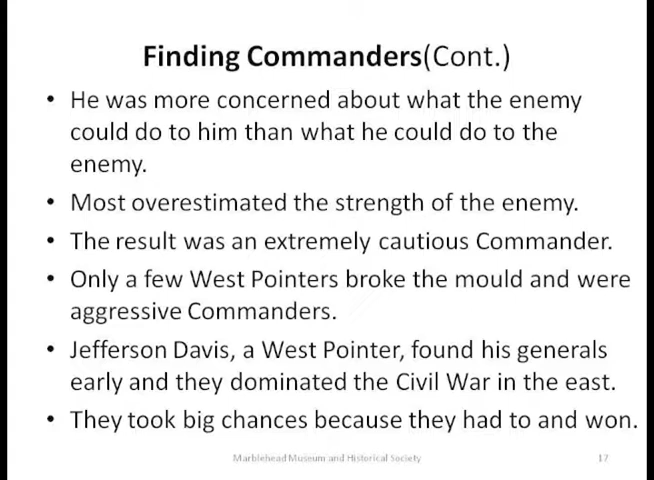 Finding Commanders(Cont.)
• He was more concerned about what the enemy
could do to him than what he could do to the
enemy.
• Most overestimated the strength of the enemy.
• The result was an extremely cautious Commander.
• Only a few West Pointers broke the mould and were
aggressive Commanders.
• Jefferson Davis, a West Pointer, found his generals
early and they dominated the Civil War in the east.
• They took big chances because they had to and won.
Marblehead Museum and Historical Society
17